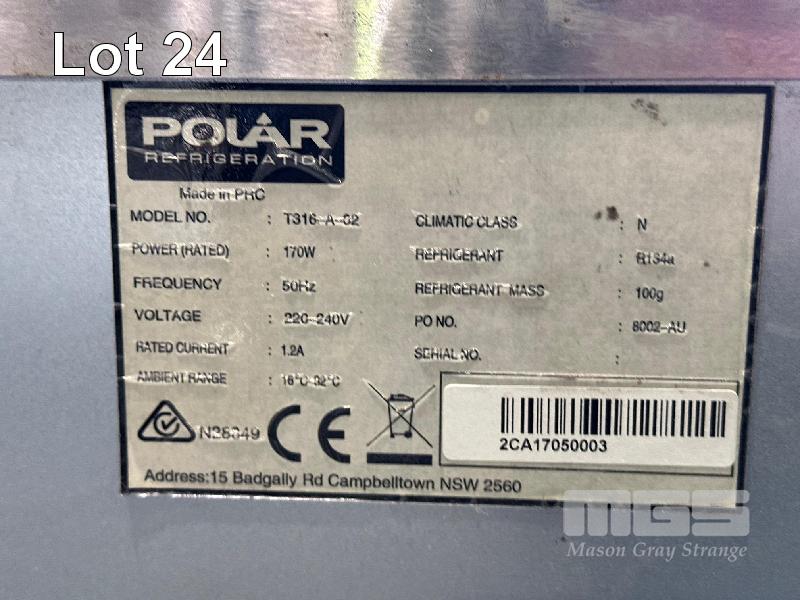 Lot 24
POLAR
REFRIGERATION
Made in PRC
MODEL NO. : T316-A-02
POWER (RATED) : 170W
FREQUENCY : 50Hz
VOLTAGE : 220-240V
RATED CURRENT : 1.2A
AMBIENT RANGE : 16°C-32°C
CLIMATIC CLASS : N
REFRIGERANT : R134a
REFRIGERANT MASS : 100g
PO NO. : 8002-AU
SERIAL NO. :
N28349
CE
2CA17050003
Address:15 Badgally Rd Campbelltown NSW 2560
MGS
Mason Gray Strange